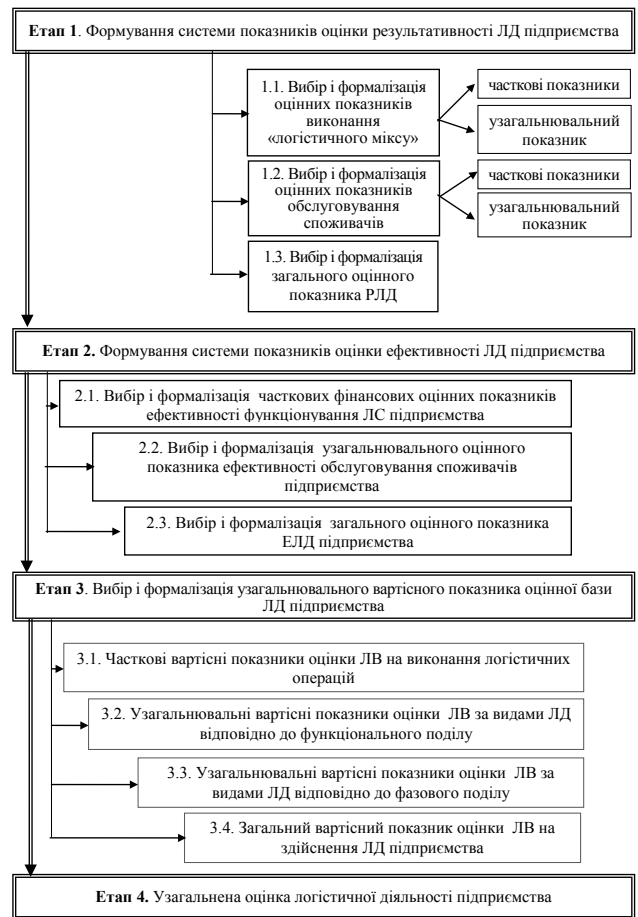 Етап 1. Формування системи показників оцінки результативності ЛД підприємства
1.1. Вибір і формалізація
оцінних показників
виконання
«логістичного міксу»
часткові показники
узагальнювальний
показник
1.2. Вибір і формалізація
оцінних показників
обслуговування
споживачів
часткові показники
узагальнювальний
показник
1.3. Вибір і формалізація
загального оцінного
показника РЛД
Етап 2. Формування системи показників оцінки ефективності ЛД підприємства
2.1. Вибір і формалізація часткових фінансових оцінних показників
ефективності функціонування ЛС підприємства
2.2. Вибір і формалізація узагальнювального оцінного
показника ефективності обслуговування споживачів
підприємства
2.3. Вибір і формалізація загального оцінного показника
ЕЛД підприємства
Етап 3. Вибір і формалізація узагальнювального вартісного показника оцінної бази
ЛД підприємства
3.1. Часткові вартісні показники оцінки ЛВ на виконання логістичних
операцій
3.2. Узагальнювальні вартісні показники оцінки ЛВ за видами ЛД
відповідно до функціонального поділу
3.3. Узагальнювальні вартісні показники оцінки ЛВ за
видами ЛД відповідно до фазового поділу
3.4. Загальний вартісний показник оцінки ЛВ на
здійснення ЛД підприємства
Етап 4. Узагальнена оцінка логістичної діяльності підприємства